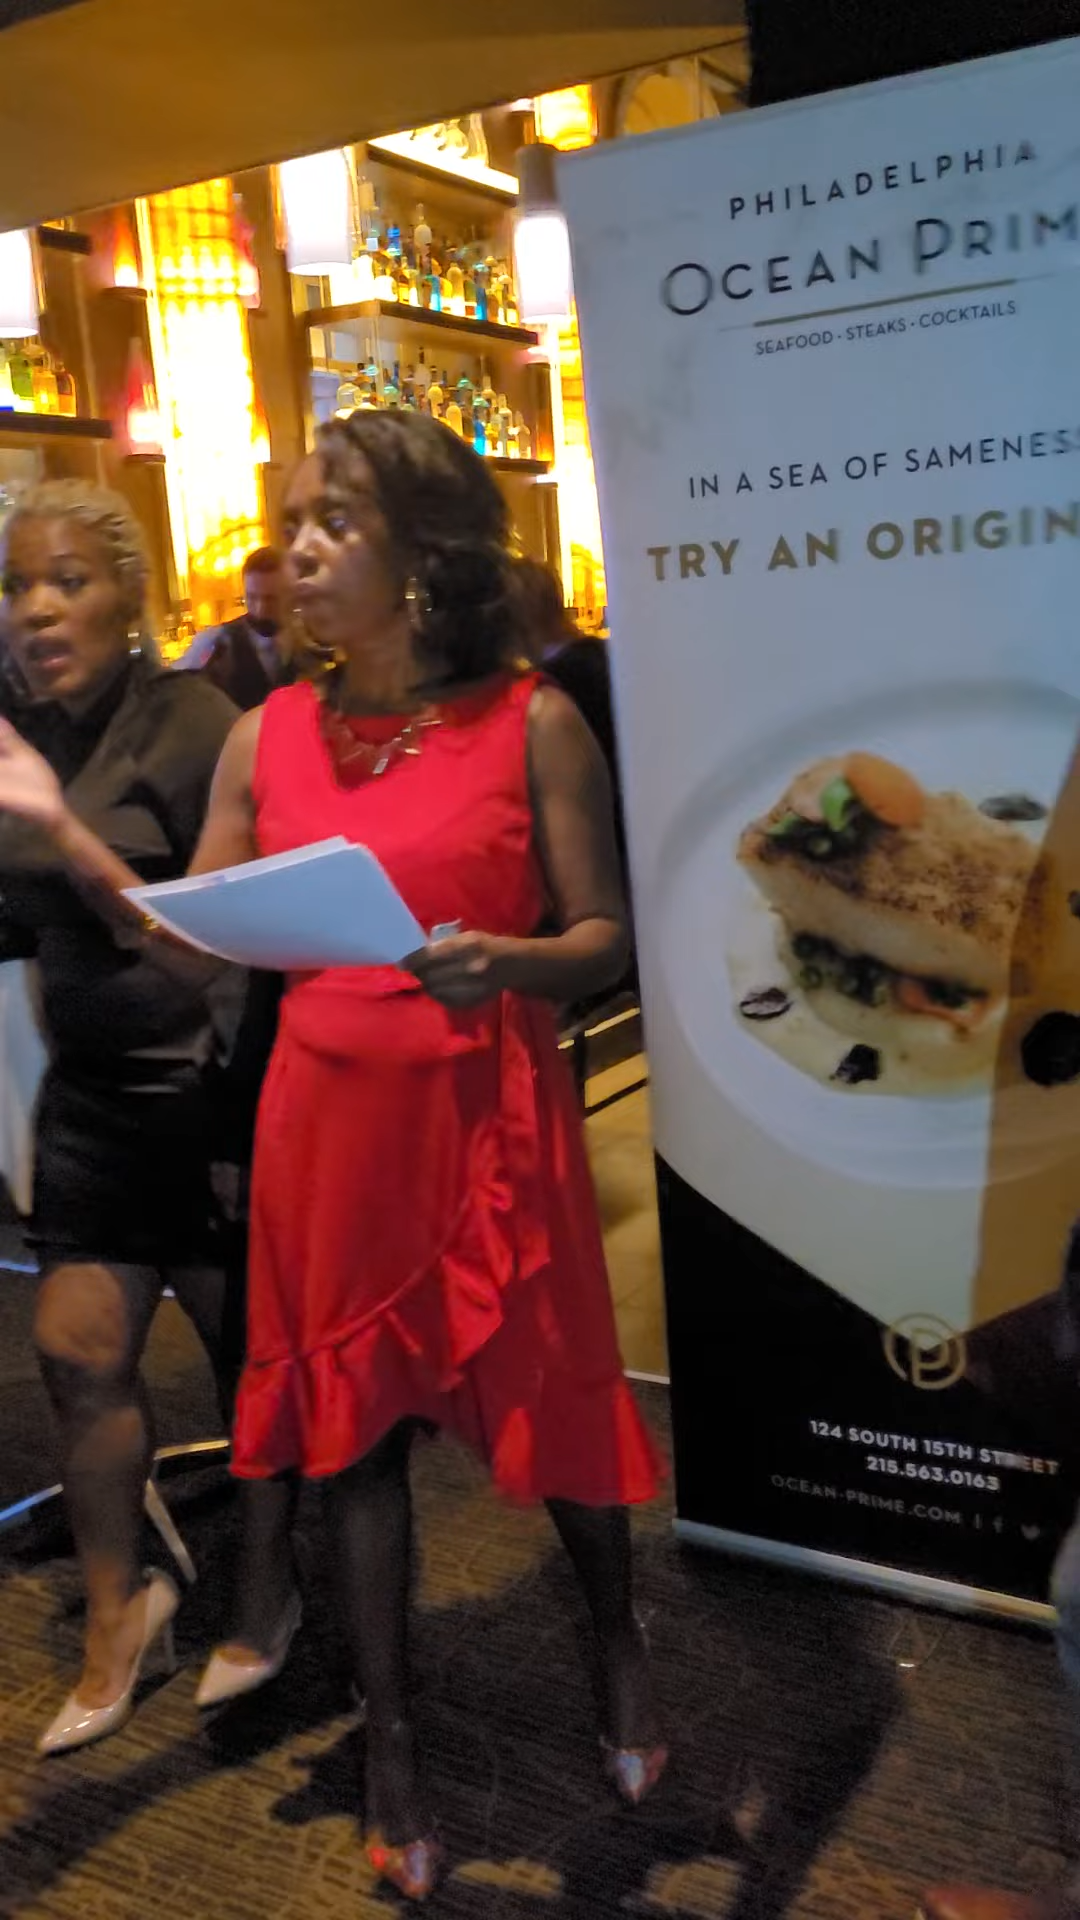 PHILADELPHIA
OCEAN PRIM
SEAFOOD · STEAKS · COCKTAILS
IN A SEA OF SAMENESS
TRY AN ORIGIN
P
124 SOUTH 15TH STREET
215.563.0163
OCEAN-PRIME.COM | f